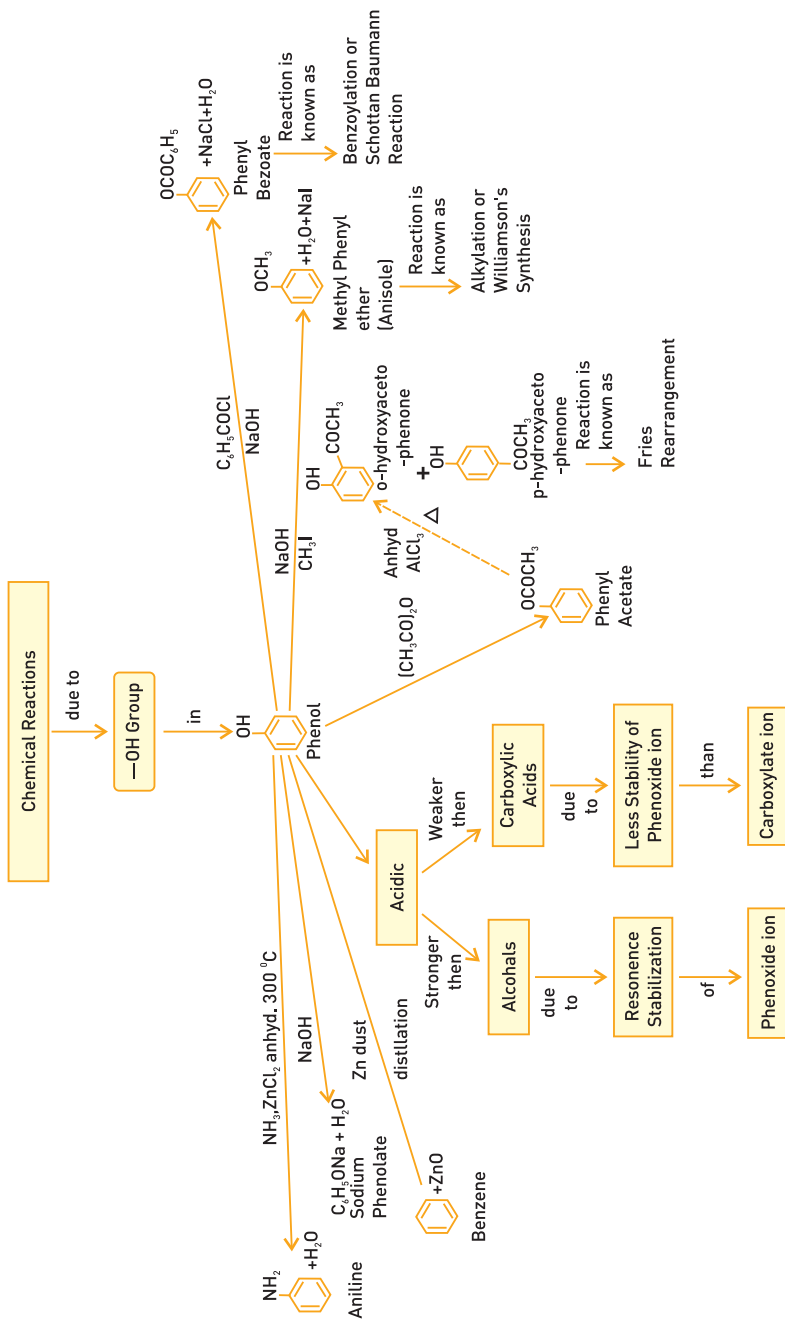 Chemical Reactions
due to
—OH Group
in
OH
Phenol
NH₃,ZnCl₂ anhyd. 300 ⁰C
NH₂
+H₂O
Aniline
NaOH
C₆H₅ONa + H₂O
Sodium
Phenolate
Zn dust
distllation
+ZnO
Benzene
Acidic
Stronger
then
Alcohals
due
to
Resonence
Stabilization
of
Phenoxide ion
Weaker
then
Carboxylic
Acids
due
to
Less Stability of
Phenoxide ion
than
Carboxylate ion
(CH₃CO)₂O
OCOCH₃
Phenyl
Acetate
Anhyd
AlCl₃
△
OH
COCH₃
o-hydroxyaceto
-phenone
+
OH
COCH₃
p-hydroxyaceto
-phenone
Reaction is
known as
Fries
Rearrangement
NaOH
CH₃I
OCH₃
+H₂O+NaI
Methyl Phenyl
ether
(Anisole)
Reaction is
known as
Alkylation or
Williamson's
Synthesis
C₆H₅COCl
NaOH
OCOC₆H₅
+NaCl+H₂O
Phenyl
Bezoate
Reaction is
known as
Benzoylation or
Schottan Baumann
Reaction